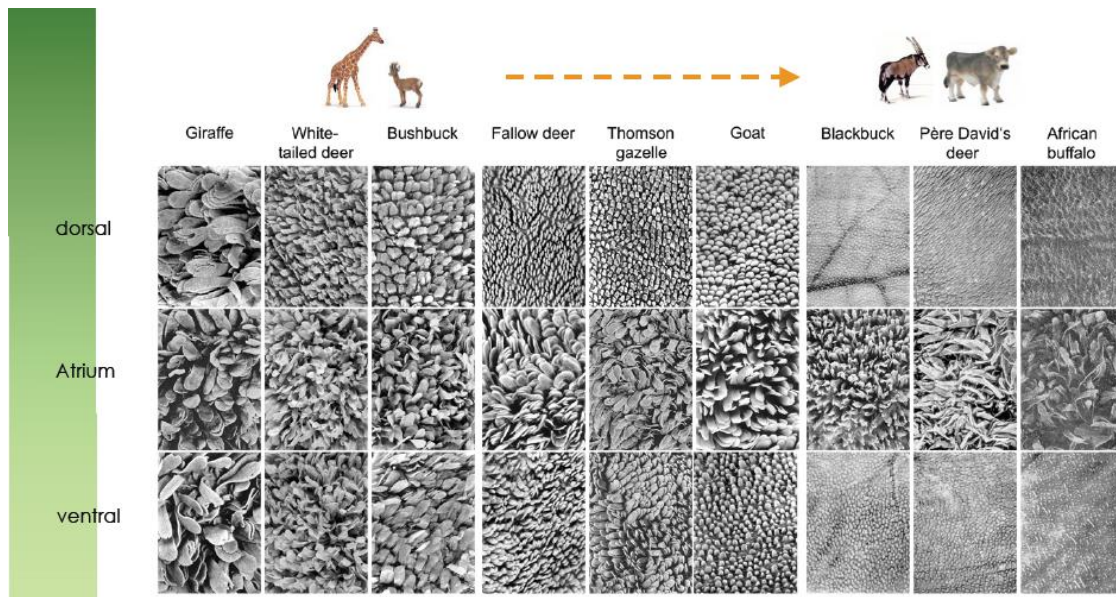 Giraffe
White-
tailed deer
Bushbuck
Fallow deer
Thomson
gazelle
Goat
Blackbuck
Père David's
deer
African
buffalo
dorsal
Atrium
ventral